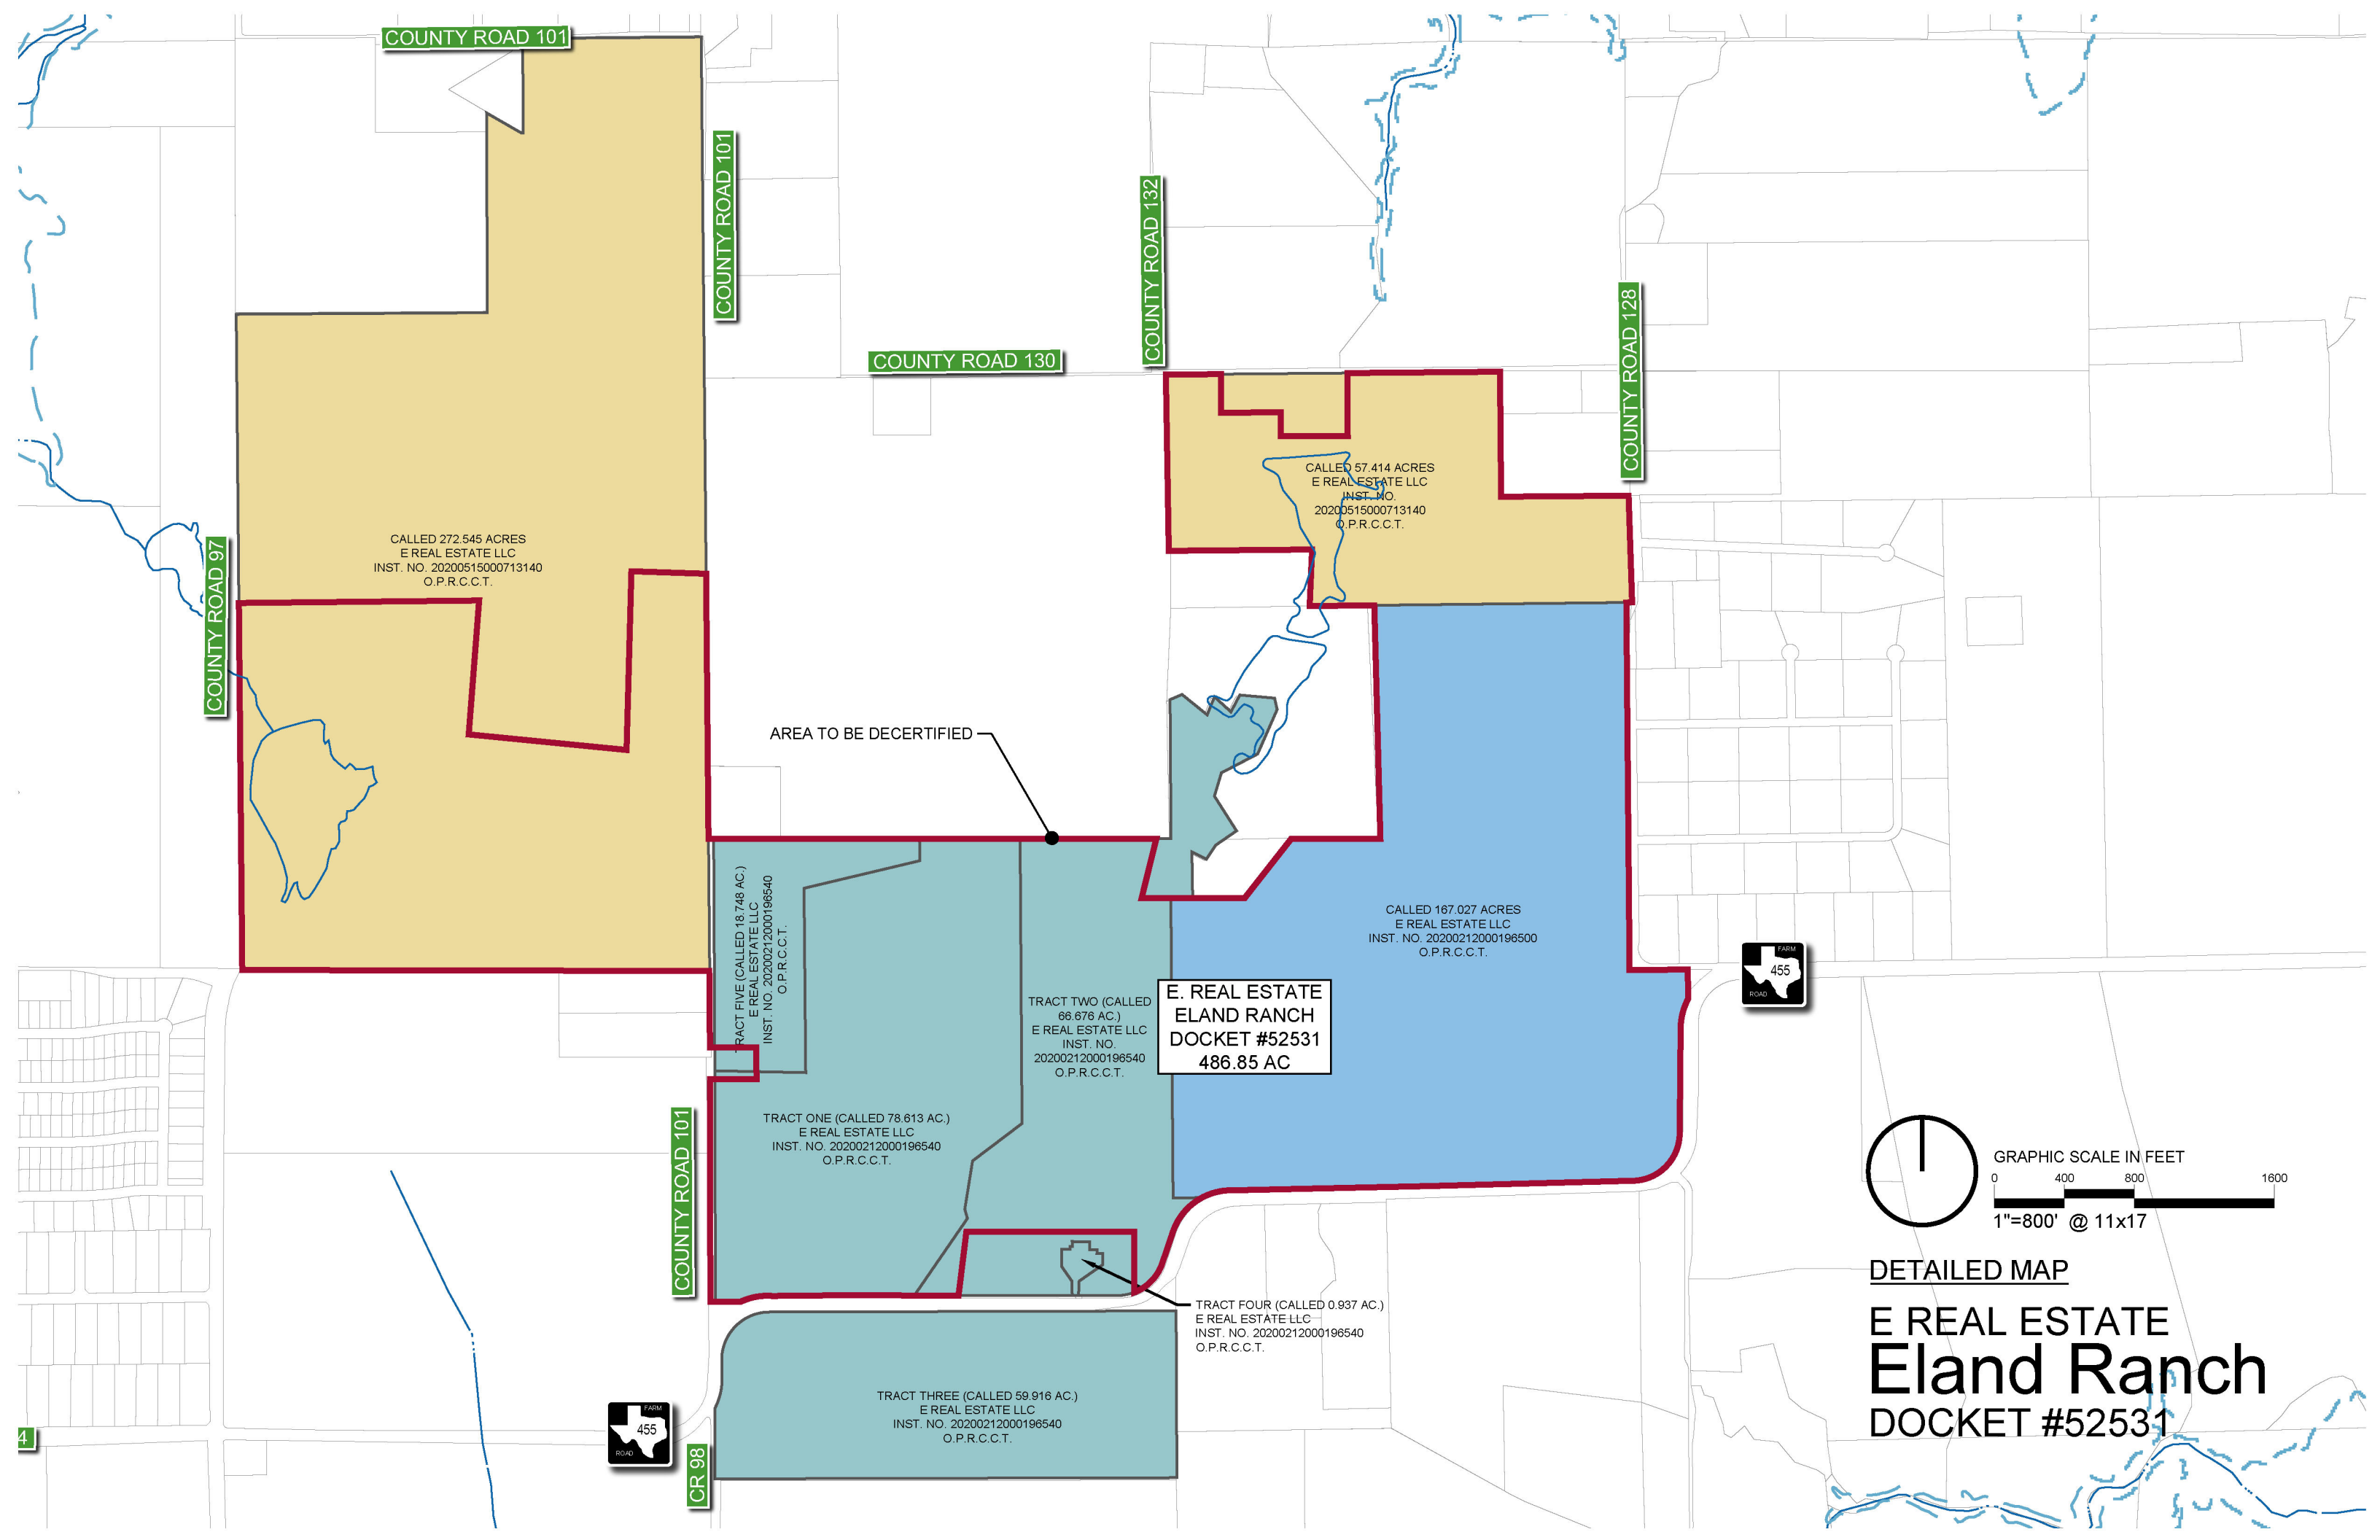 COUNTY ROAD 101
COUNTY ROAD 101
COUNTY ROAD 132
COUNTY ROAD 128
COUNTY ROAD 130
CALLED 57.414 ACRES
E REAL ESTATE LLC
INST. NO.
20200515000713140
O.P.R.C.C.T.
CALLED 272.545 ACRES
E REAL ESTATE LLC
INST. NO. 20200515000713140
O.P.R.C.C.T.
COUNTY ROAD 97
AREA TO BE DECERTIFIED
TRACT FIVE (CALLED 18.748 AC.)
E REAL ESTATE LLC
INST. NO. 20200212000196540
O.P.R.C.C.T.
CALLED 167.027 ACRES
E REAL ESTATE LLC
INST. NO. 20200212000196500
O.P.R.C.C.T.
FARM
455
ROAD
TRACT TWO (CALLED
66.676 AC.)
E REAL ESTATE LLC
INST. NO.
20200212000196540
O.P.R.C.C.T.
E. REAL ESTATE
ELAND RANCH
DOCKET #52531
486.85 AC
TRACT ONE (CALLED 78.613 AC.)
E REAL ESTATE LLC
INST. NO. 20200212000196540
O.P.R.C.C.T.
COUNTY ROAD 101
GRAPHIC SCALE IN FEET
0 400 800 1600
1"=800' @ 11x17
DETAILED MAP
E REAL ESTATE
Eland Ranch
DOCKET #52531
TRACT FOUR (CALLED 0.937 AC.)
E REAL ESTATE LLC
INST. NO. 20200212000196540
O.P.R.C.C.T.
TRACT THREE (CALLED 59.916 AC.)
E REAL ESTATE LLC
INST. NO. 20200212000196540
O.P.R.C.C.T.
FARM
455
ROAD
4
CR 98